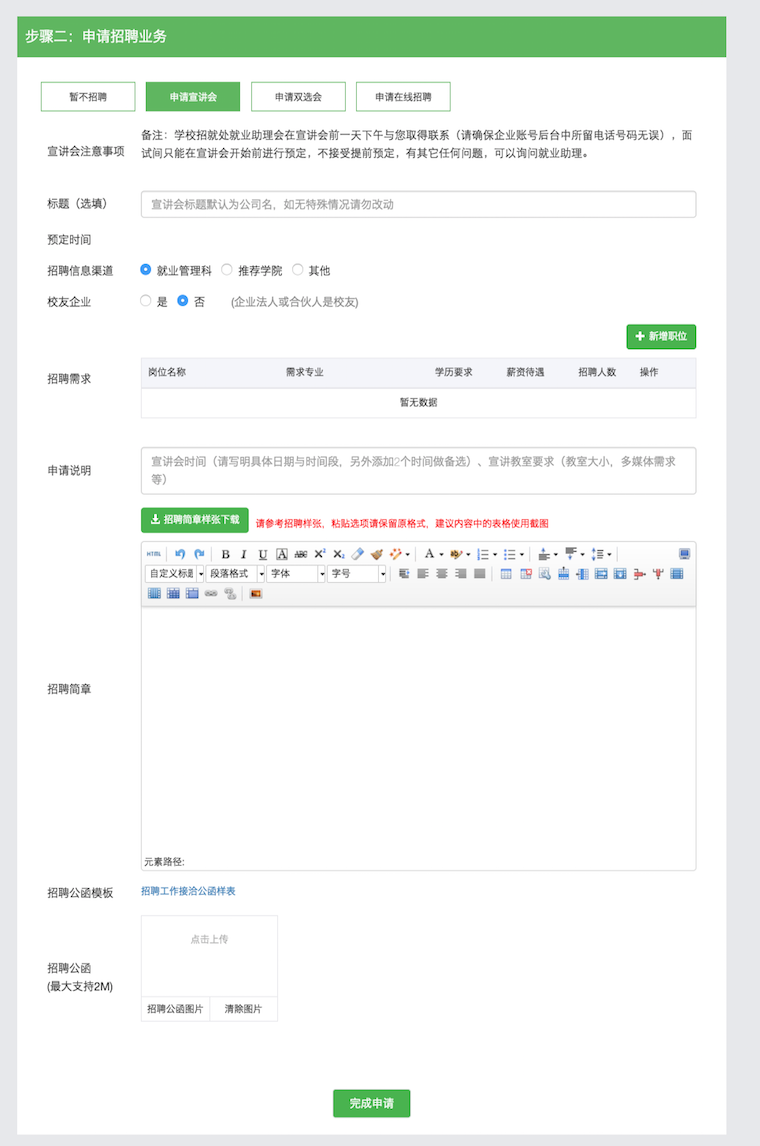 步骤二：申请招聘业务
暂不招聘 申请宣讲会 申请双选会 申请在线招聘
宣讲会注意事项
备注：学校招就处就业助理会在宣讲会前一天下午与您取得联系（请确保企业账号后台中所留电话号码无误），面
试间只能在宣讲会开始前进行预定，不接受提前预定，有其它任何问题，可以询问就业助理。
标题（选填） 宣讲会标题默认为公司名，如无特殊情况请勿改动
预定时间
招聘信息渠道 就业管理科 推荐学院 其他
校友企业 是 否 (企业法人或合伙人是校友)
新增职位
招聘需求
岗位名称 需求专业 学历要求 薪资待遇 招聘人数 操作
暂无数据
申请说明
宣讲会时间（请写明具体日期与时间段，另外添加2个时间做备选）、宣讲教室要求（教室大小，多媒体需求
等）
招聘简章样张下载 请参考招聘样张，粘贴选项请保留原格式，建议内容中的表格使用截图
HTML B I U A ABC X² X₂ A
自定义标题 段落格式 字体 字号
招聘简章
元素路径:
招聘公函模板 招聘工作接洽公函样表
点击上传
招聘公函
(最大支持2M)
招聘公函图片 清除图片
完成申请